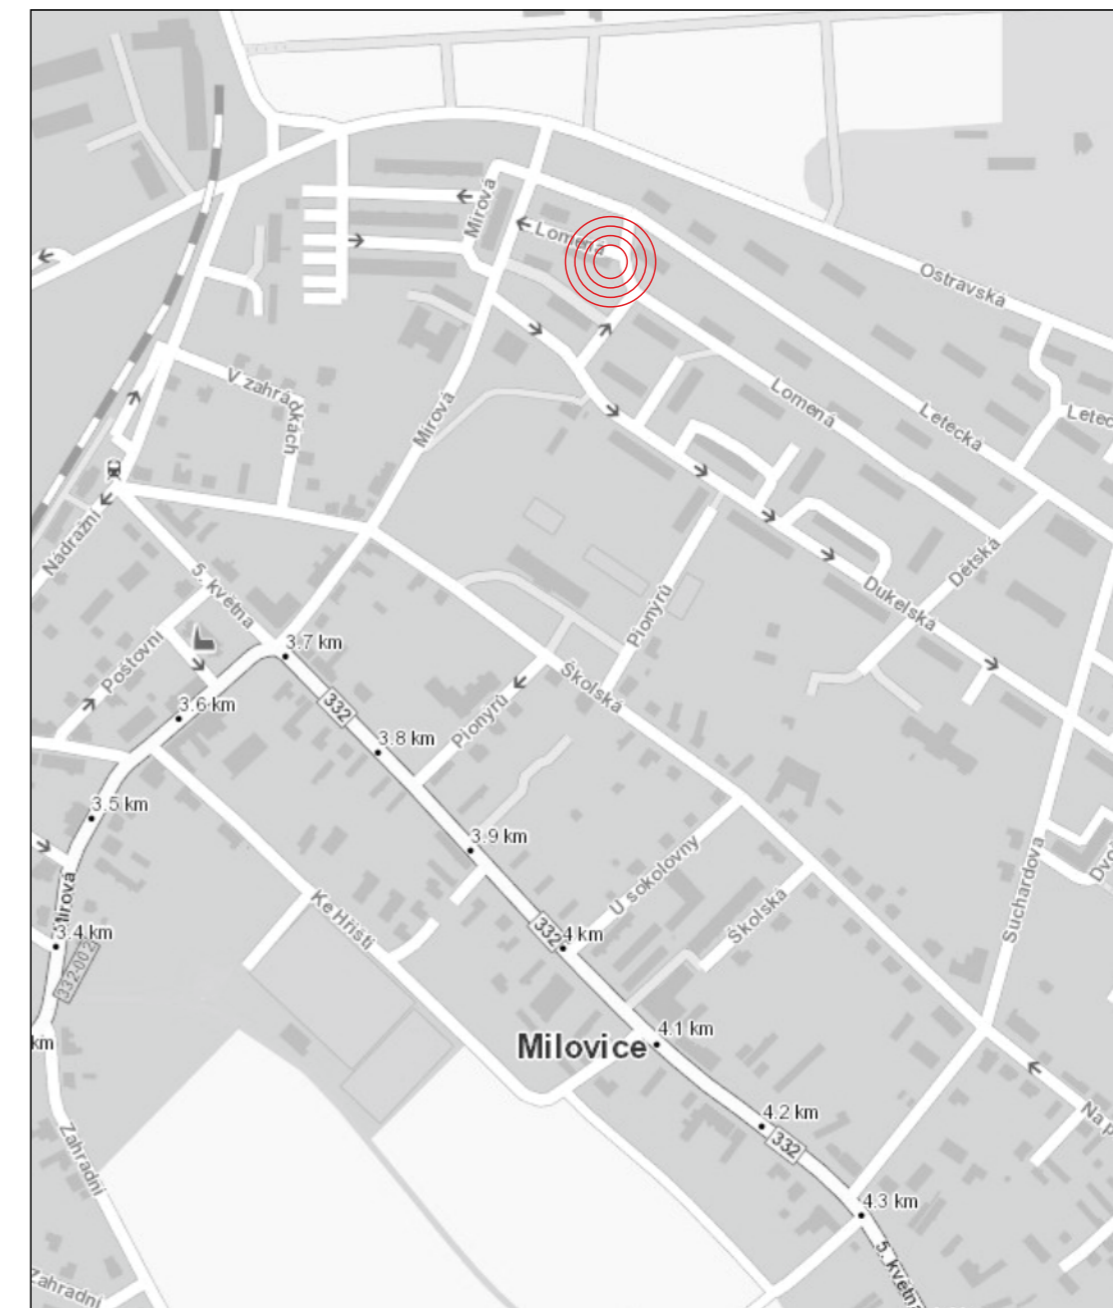 Mírová
Lomená
Ostravská
V zahrádkách
Mírová
Lomená
Letecká
Letec
Nádražní
5. května
Dětská
Dukelská
Pionýrů
3.7 km
Poštovní
Školská
3.6 km
332
Pionýrů
3.8 km
3.5 km
3.9 km
U sokolovny
Suchardova
Dvo
Ke Hřišti
Školská
Mírová
3.4 km
332
4 km
332-002
km
Milovice
4.1 km
Na p
4.2 km
332
Zahradní
4.3 km
5. května
Zahradní